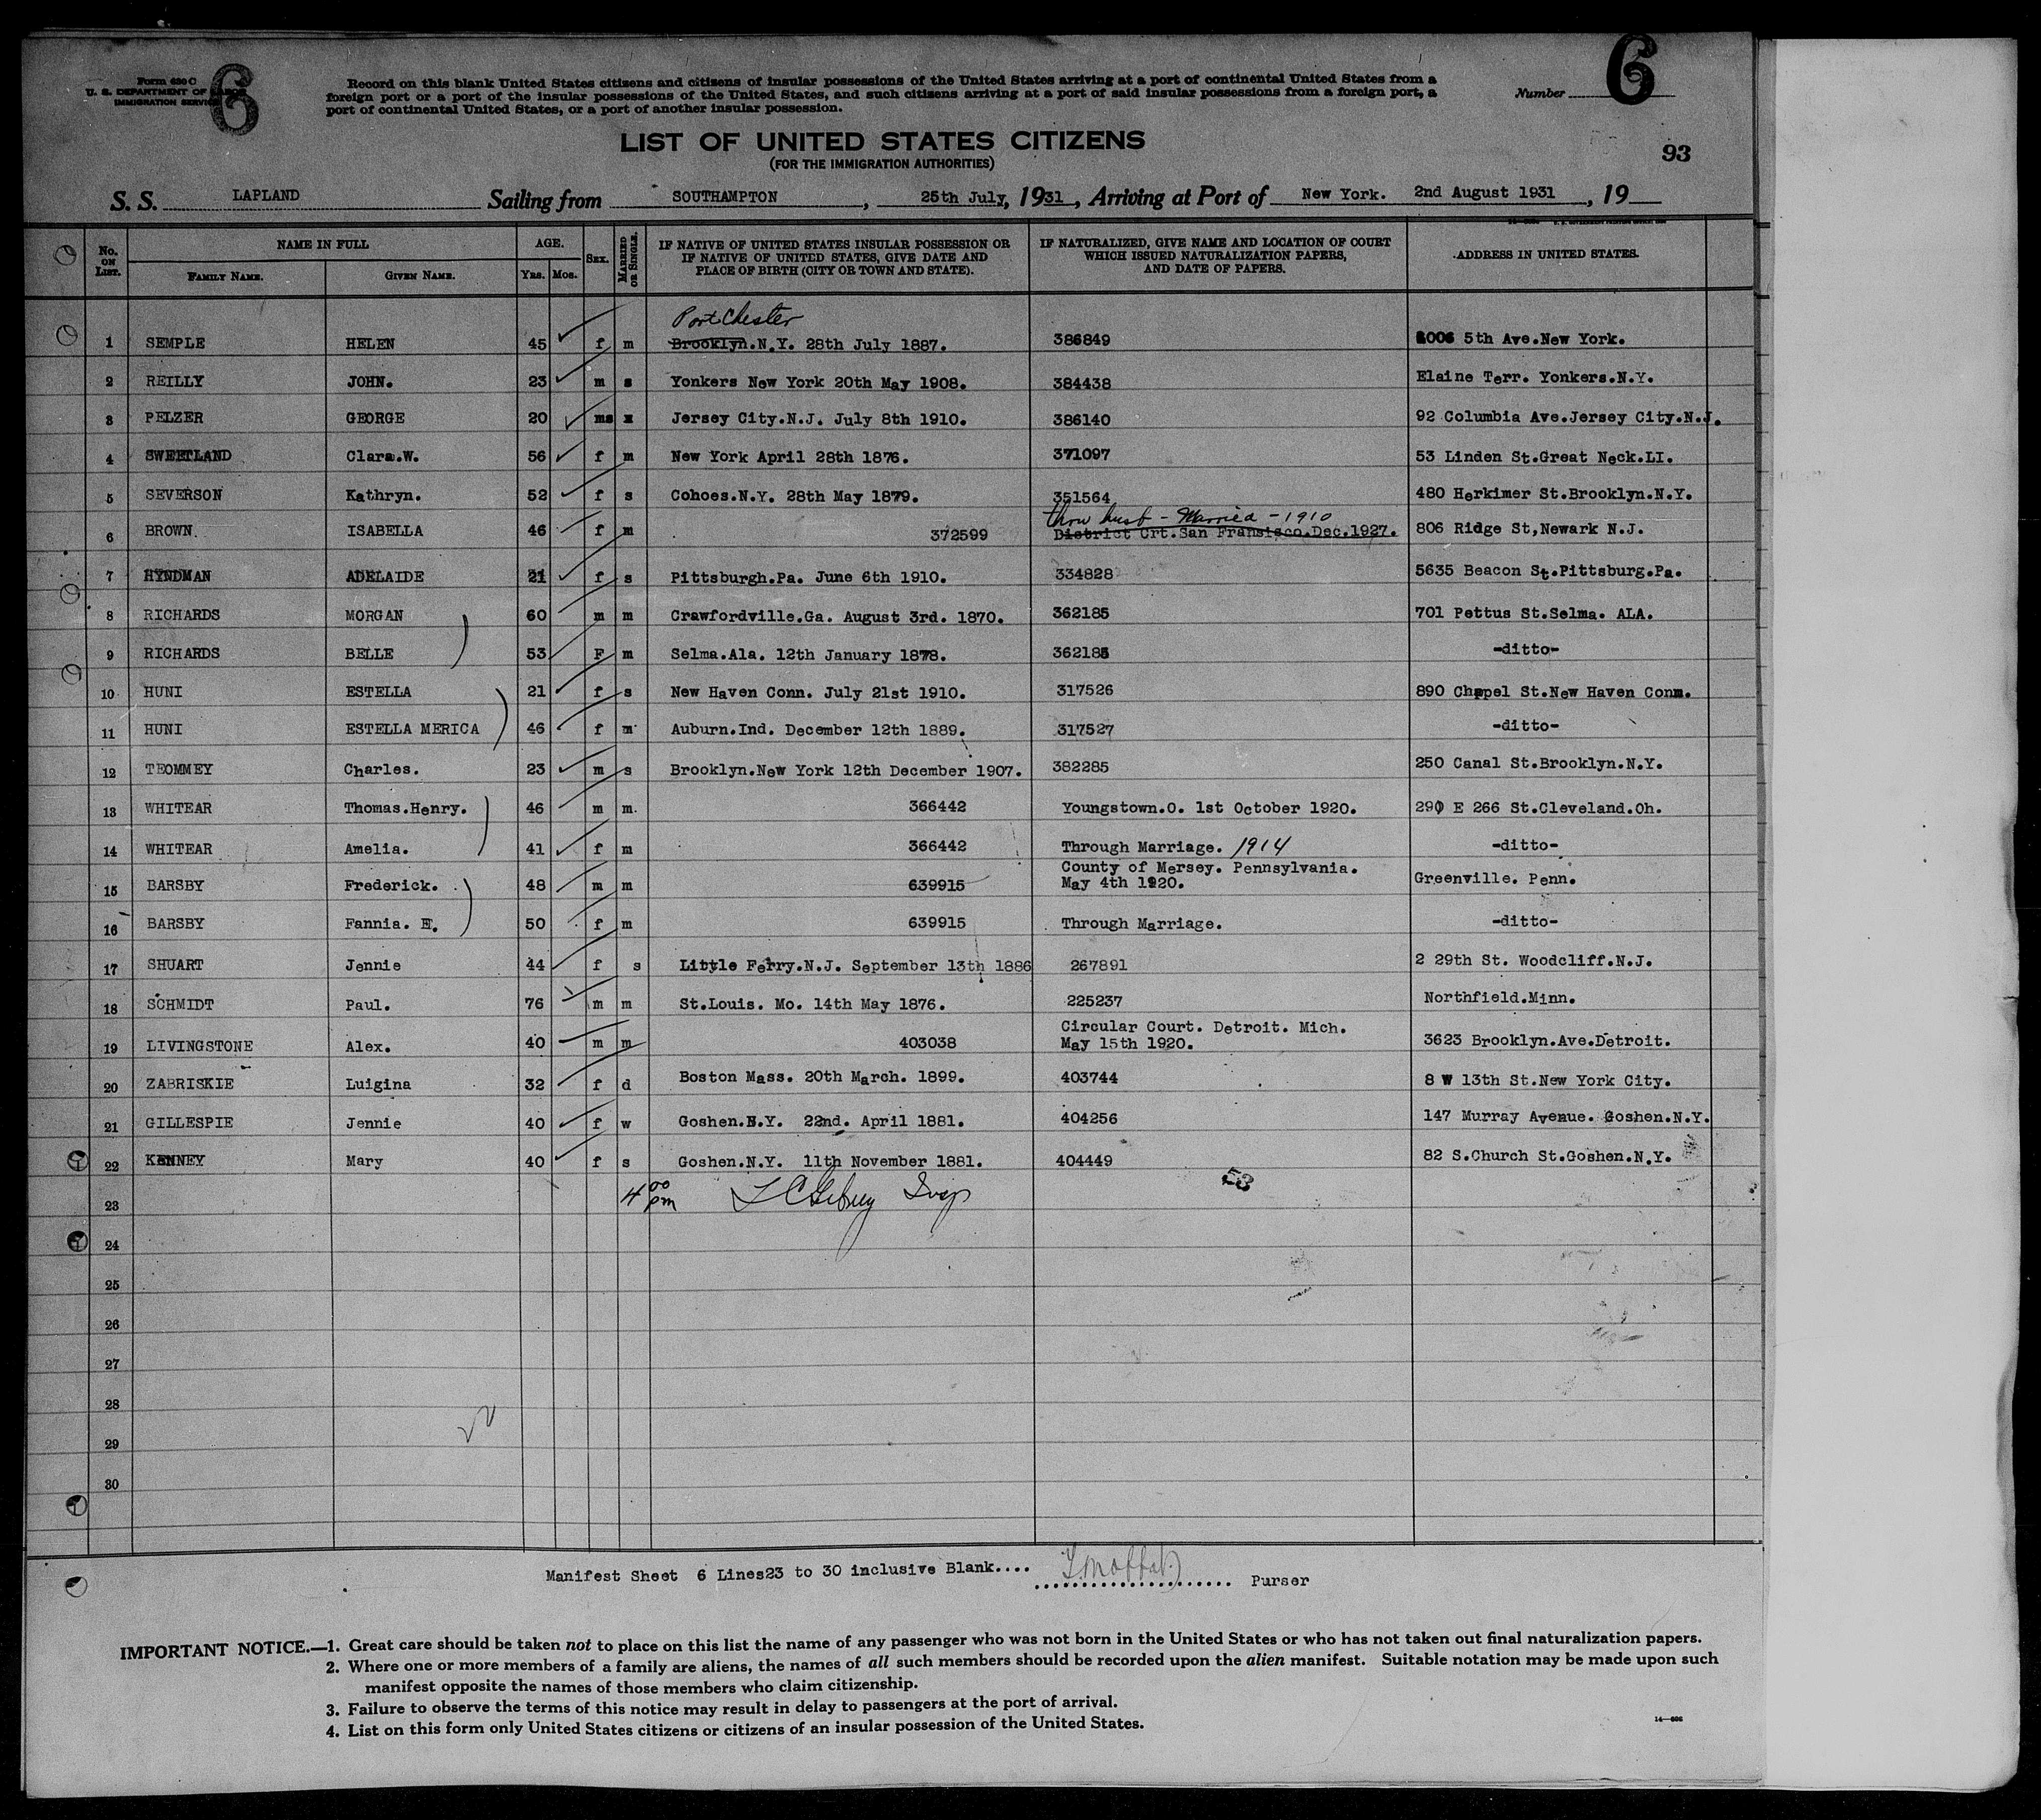 Form 630 C
U. S. DEPARTMENT OF LABOR
IMMIGRATION SERVICE
6
Record on this blank United States citizens and citizens of insular possessions of the United States arriving at a port of continental United States from a
foreign port or a port of the insular possessions of the United States, and such citizens arriving at a port of said insular possessions from a foreign port, a
port of continental United States, or a port of another insular possession.
Number 6
LIST OF UNITED STATES CITIZENS
(FOR THE IMMIGRATION AUTHORITIES)
93
S. S. LAPLAND Sailing from SOUTHAMPTON, 25th July, 1931, Arriving at Port of New York. 2nd August 1931, 19
No. ON LIST. NAME IN FULL FAMILY NAME. GIVEN NAME. AGE. YRS. MOS. SEX. MARRIED OR SINGLE. IF NATIVE OF UNITED STATES INSULAR POSSESSION OR IF NATIVE OF UNITED STATES, GIVE DATE AND PLACE OF BIRTH (CITY OR TOWN AND STATE). IF NATURALIZED, GIVE NAME AND LOCATION OF COURT WHICH ISSUED NATURALIZATION PAPERS, AND DATE OF PAPERS. ADDRESS IN UNITED STATES.
Port Chester
1 SEMPLE HELEN 45 f m Brooklyn.N.Y. 28th July 1887. 386849 5th Ave.New York.
2 REILLY JOHN. 23 m s Yonkers New York 20th May 1908. 384438 Elaine Terr. Yonkers.N.Y.
3 PELZER GEORGE 20 ms Jersey City.N.J. July 8th 1910. 386140 92 Columbia Ave.Jersey City.N.J.
4 SWEETLAND Clara.W. 56 f m New York April 28th 1876. 371097 53 Linden St.Great Neck.LI.
5 SEVERSON Kathryn. 52 f s Cohoes.N.Y. 28th May 1879. 351564 480 Herkimer St.Brooklyn.N.Y.
thru husb - Married - 1910
6 BROWN. ISABELLA 46 f m 372599 District Crt.San Fransisco.Dec.1927. 806 Ridge St,Newark N.J.
7 HYNDMAN ADELAIDE 21 f s Pittsburgh.Pa. June 6th 1910. 334828 5635 Beacon St.Pittsburg.Pa.
8 RICHARDS MORGAN 60 m m Crawfordville.Ga. August 3rd. 1870. 362185 701 Pettus St.Selma. ALA.
9 RICHARDS BELLE 53 F m Selma.Ala. 12th January 1878. 362185 -ditto-
10 HUNI ESTELLA 21 f s New Haven Conn. July 21st 1910. 317526 890 Chapel St.New Haven Conn.
11 HUNI ESTELLA MERICA 46 f m Auburn.Ind. December 12th 1889. 317527 -ditto-
12 TEOMMEY Charles. 23 m s Brooklyn.New York 12th December 1907. 382285 250 Canal St.Brooklyn.N.Y.
13 WHITEAR Thomas.Henry. 46 m m. 366442 Youngstown.O. 1st October 1920. 290 E 266 St.Cleveland.Oh.
14 WHITEAR Amelia. 41 f m 366442 Through Marriage. 1914 -ditto-
County of Mersey. Pennsylvania.
15 BARSBY Frederick. 48 m m 639915 May 4th 1920. Greenville. Penn.
16 BARSBY Fannia. E. 50 f m 639915 Through Marriage. -ditto-
17 SHUART Jennie 44 f s Little Ferry.N.J. September 13th 1886 267891 2 29th St. Woodcliff.N.J.
18 SCHMIDT Paul. 76 m m St.Louis. Mo. 14th May 1876. 225237 Northfield.Minn.
Circular Court. Detroit. Mich.
19 LIVINGSTONE Alex. 40 m m 403038 May 15th 1920. 3623 Brooklyn.Ave.Detroit.
20 ZABRISKIE Luigina 32 f d Boston Mass. 20th March. 1899. 403744 8 W 13th St.New York City.
21 GILLESPIE Jennie 40 f w Goshen.N.Y. 22nd. April 1881. 404256 147 Murray Avenue. Goshen.N.Y.
22 KENNEY Mary 40 f s Goshen.N.Y. 11th November 1881. 404449 82 S.Church St.Goshen.N.Y.
4 00 pm Insp 53
23
24
25
26
27
28
29
30
Manifest Sheet 6 Lines23 to 30 inclusive Blank.... Purser
IMPORTANT NOTICE.—1. Great care should be taken not to place on this list the name of any passenger who was not born in the United States or who has not taken out final naturalization papers.
2. Where one or more members of a family are aliens, the names of all such members should be recorded upon the alien manifest. Suitable notation may be made upon such
manifest opposite the names of those members who claim citizenship.
3. Failure to observe the terms of this notice may result in delay to passengers at the port of arrival.
4. List on this form only United States citizens or citizens of an insular possession of the United States.